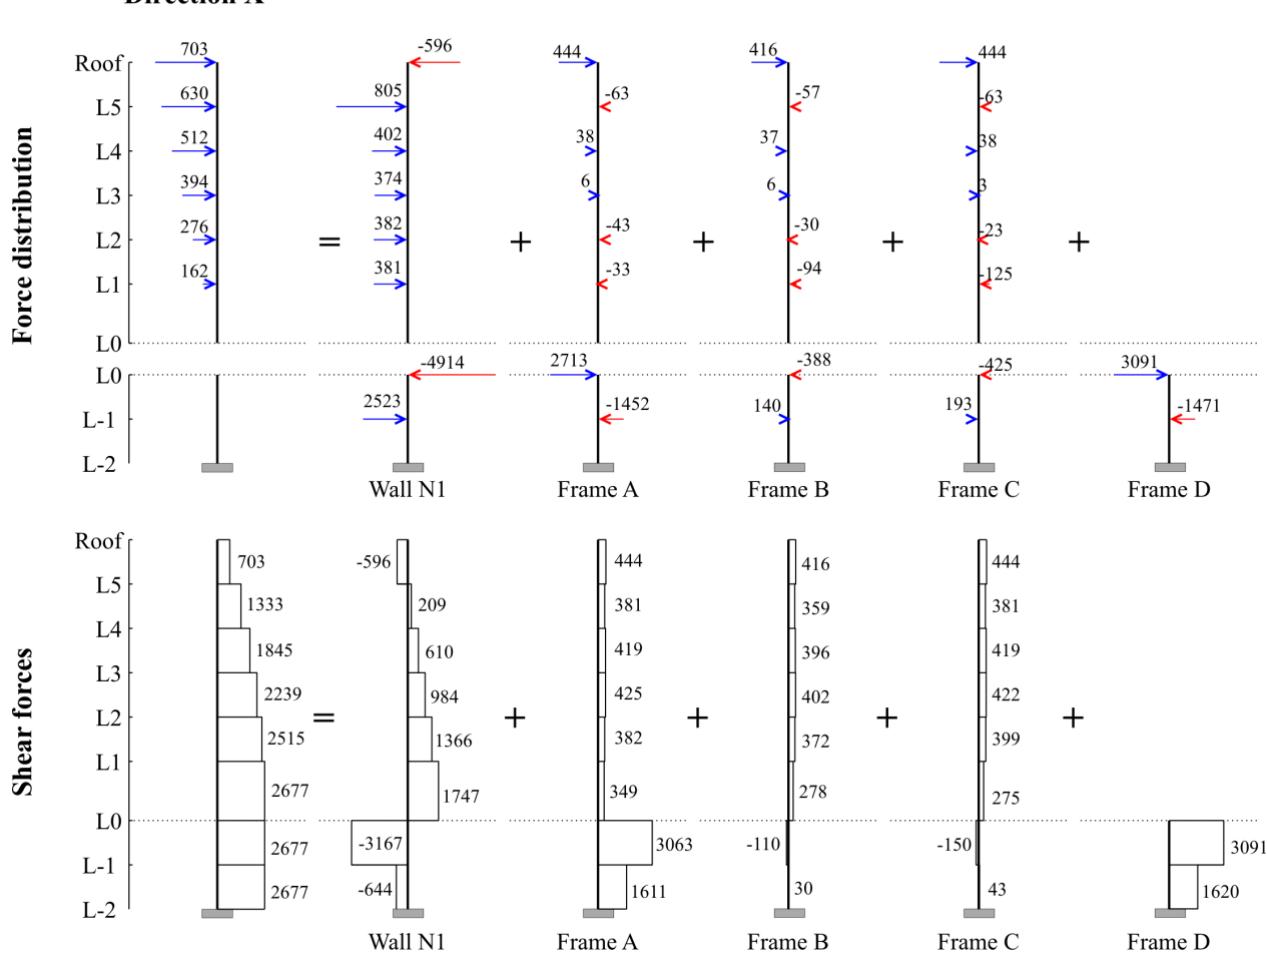 Direction X
Force distribution
703 -596 444 416 444
Roof
630 805 -63 -57 -63
L5
512 402 38 37 38
L4
394 374 6 6 3
L3
276 382 -43 -30 -23
L2 = + + + +
162 381 -33 -94 -125
L1
L0
-4914 2713 -388 -425 3091
L0
2523 -1452 140 193 -1471
L-1
L-2
Wall N1 Frame A Frame B Frame C Frame D
Shear forces
Roof
703 -596 444 416 444
L5
1333 209 381 359 381
L4
1845 610 419 396 419
L3
2239 984 425 402 422
L2 = + + + +
2515 1366 382 372 399
L1
2677 1747 349 278 275
L0
2677 -3167 3063 -110 -150 3091
L-1
2677 -644 1611 30 43 1620
L-2
Wall N1 Frame A Frame B Frame C Frame D